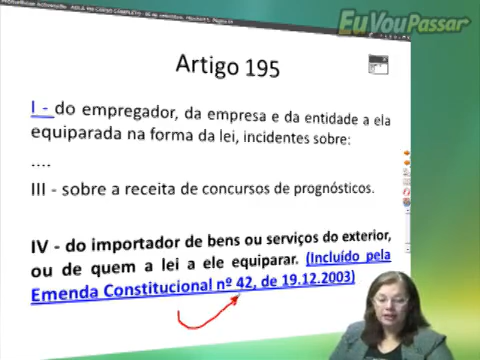 EuVouPassar
Artigo 195
I - do empregador, da empresa e da entidade a ela
equiparada na forma da lei, incidentes sobre:
....
III - sobre a receita de concursos de prognósticos.
IV - do importador de bens ou serviços do exterior,
ou de quem a lei a ele equiparar. (Incluído pela
Emenda Constitucional nº 42, de 19.12.2003)